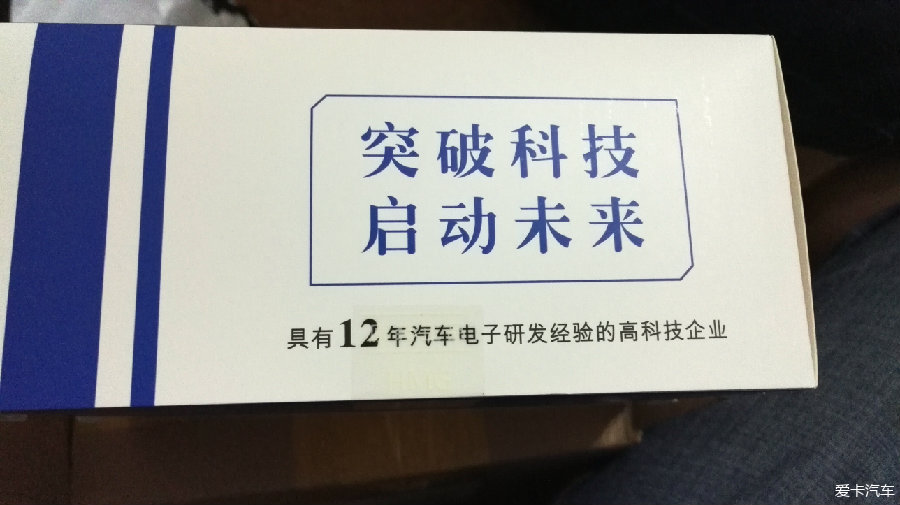 突破科技
启动未来
具有12年汽车电子研发经验的高科技企业
爱卡汽车